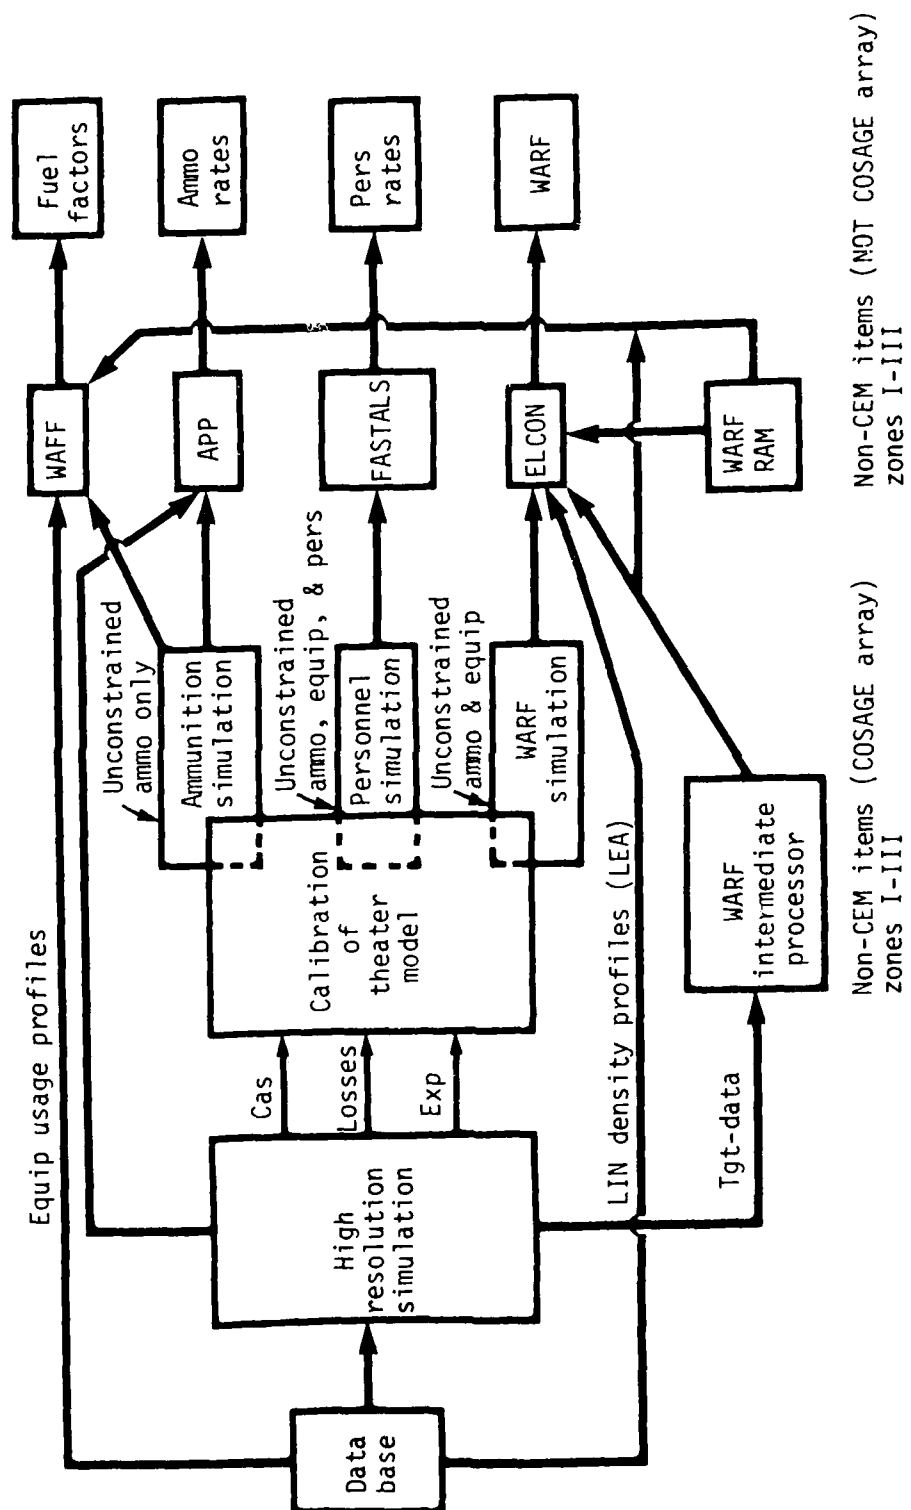 Equip usage profiles
Data
base
High
resolution
simulation
Cas
Losses
Exp
LIN density profiles (LEA)
Tgt-data
Calibration
of
theater
model
Unconstrained
ammo only
Ammunition
simulation
Unconstrained
ammo, equip, & pers
Personnel
simulation
Unconstrained
ammo & equip
WARF
simulation
WARF
intermediate
processor
Non-CEM items (COSAGE array)
zones I-III
WAFF
APP
FASTALS
ELCON
WARF
RAM
Non-CEM items (NOT COSAGE array)
zones I-III
Fuel
factors
Ammo
rates
Pers
rates
WARF